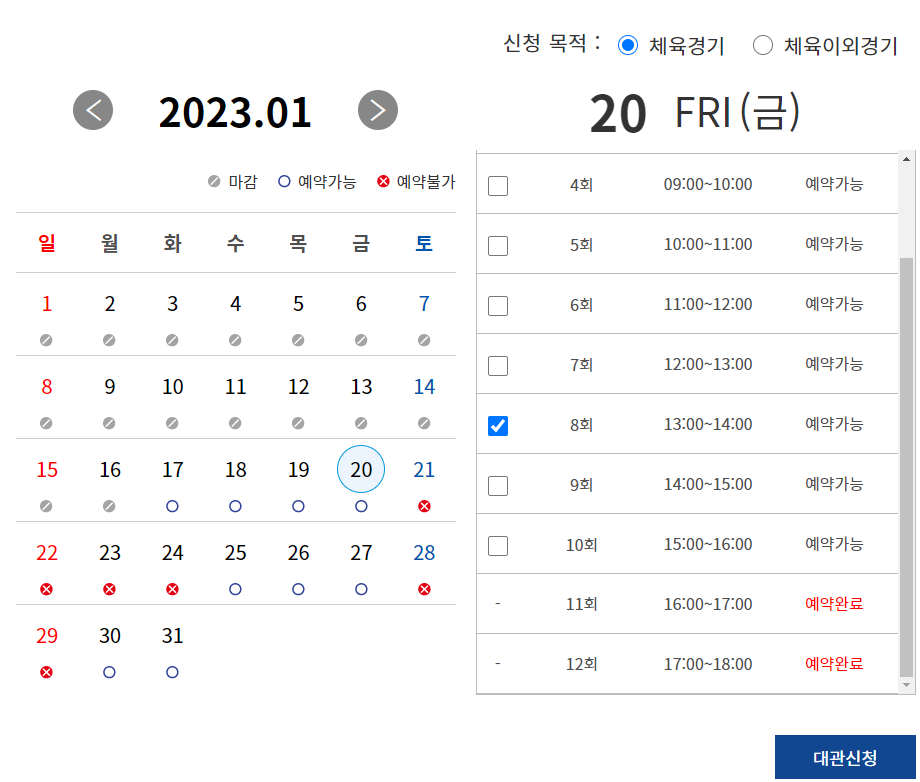 신청 목적 : 체육경기 체육이외경기
2023.01
마감 예약가능 예약불가
일 월 화 수 목 금 토
1 2 3 4 5 6 7
8 9 10 11 12 13 14
15 16 17 18 19 20 21
22 23 24 25 26 27 28
29 30 31
20 FRI (금)
4회 09:00~10:00 예약가능
5회 10:00~11:00 예약가능
6회 11:00~12:00 예약가능
7회 12:00~13:00 예약가능
8회 13:00~14:00 예약가능
9회 14:00~15:00 예약가능
10회 15:00~16:00 예약가능
- 11회 16:00~17:00 예약완료
- 12회 17:00~18:00 예약완료
대관신청